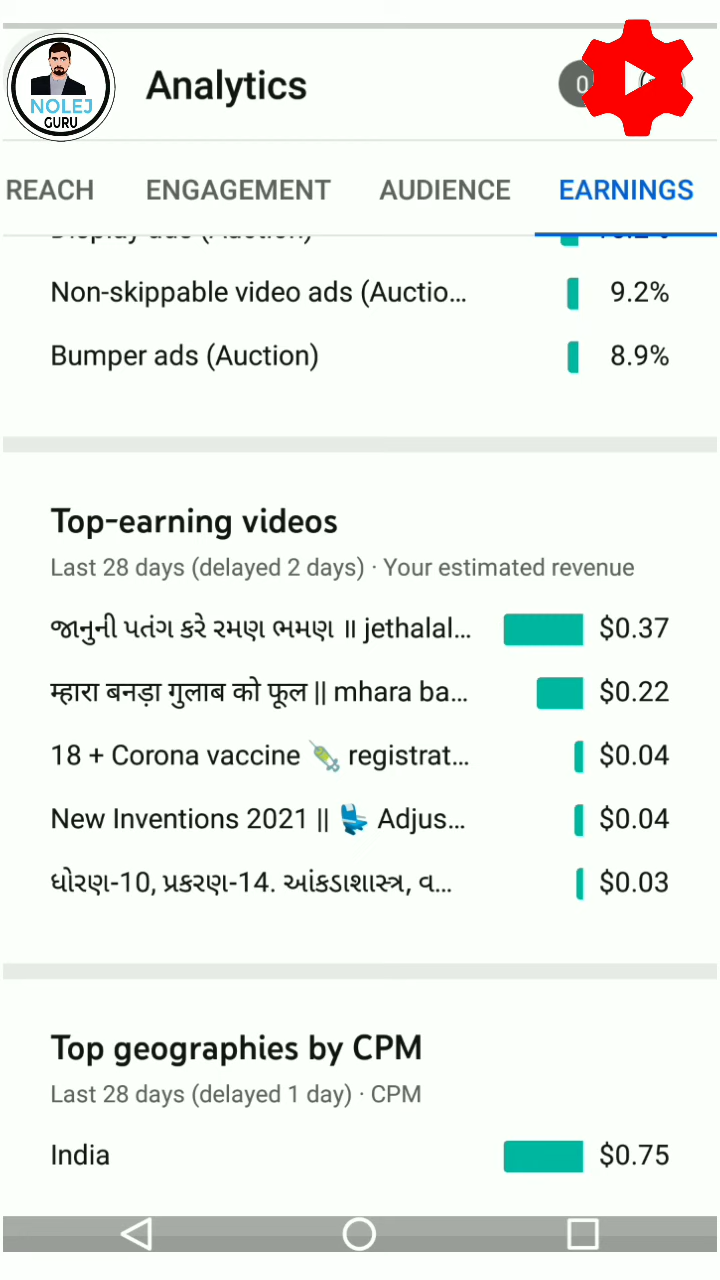 NOLEJ
GURU
Analytics
0
REACH ENGAGEMENT AUDIENCE EARNINGS
Display ads (Auction)
Non-skippable video ads (Auctio... 9.2%
Bumper ads (Auction) 8.9%
Top-earning videos
Last 28 days (delayed 2 days) · Your estimated revenue
જાનુની પતંગ કરે રમણ ભમણ || jethalal... $0.37
म्हारा बनड़ा गुलाब को फूल || mhara ba... $0.22
18 + Corona vaccine 💉 registrat... $0.04
New Inventions 2021 || 💺 Adjus... $0.04
ધોરણ-10, પ્રકરણ-14. આંકડાશાસ્ત્ર, વ... $0.03
Top geographies by CPM
Last 28 days (delayed 1 day) · CPM
India $0.75